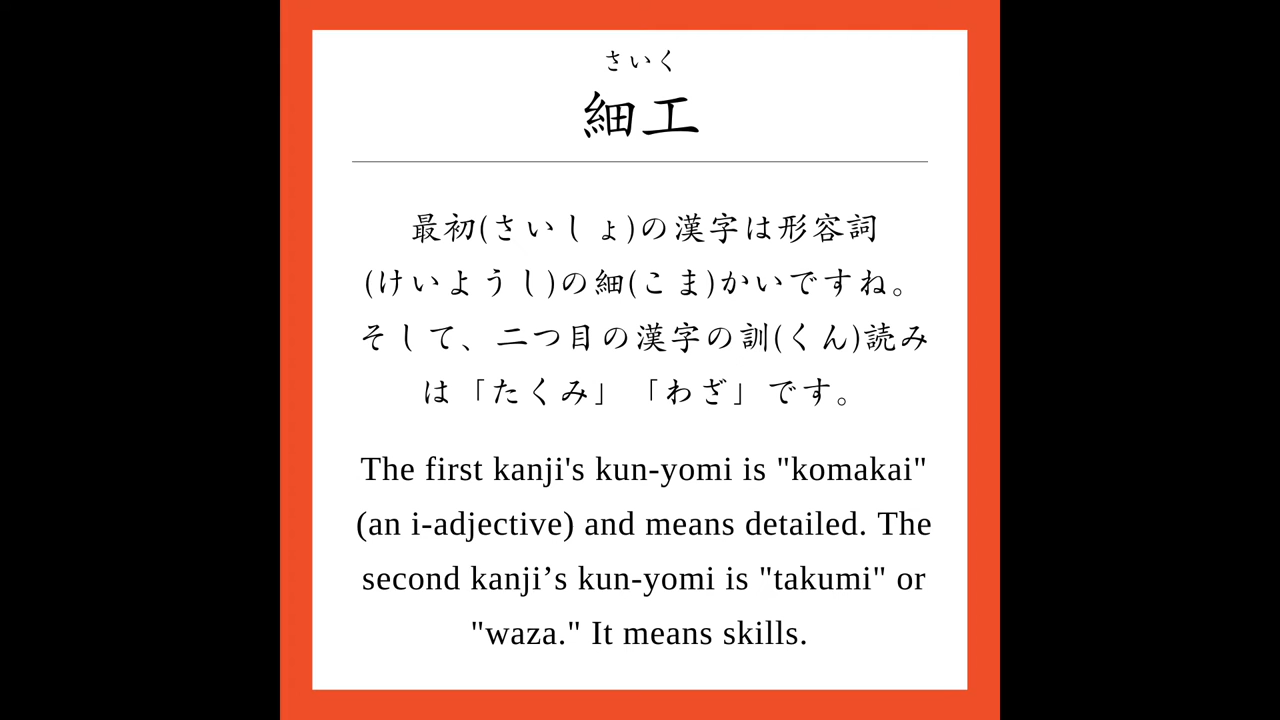 さいく
細工
最初(さいしょ)の漢字は形容詞
(けいようし)の細(こま)かいですね。
そして、二つ目の漢字の訓(くん)読み
は「たくみ」「わざ」です。
The first kanji's kun-yomi is "komakai"
(an i-adjective) and means detailed. The
second kanji’s kun-yomi is "takumi" or
"waza." It means skills.